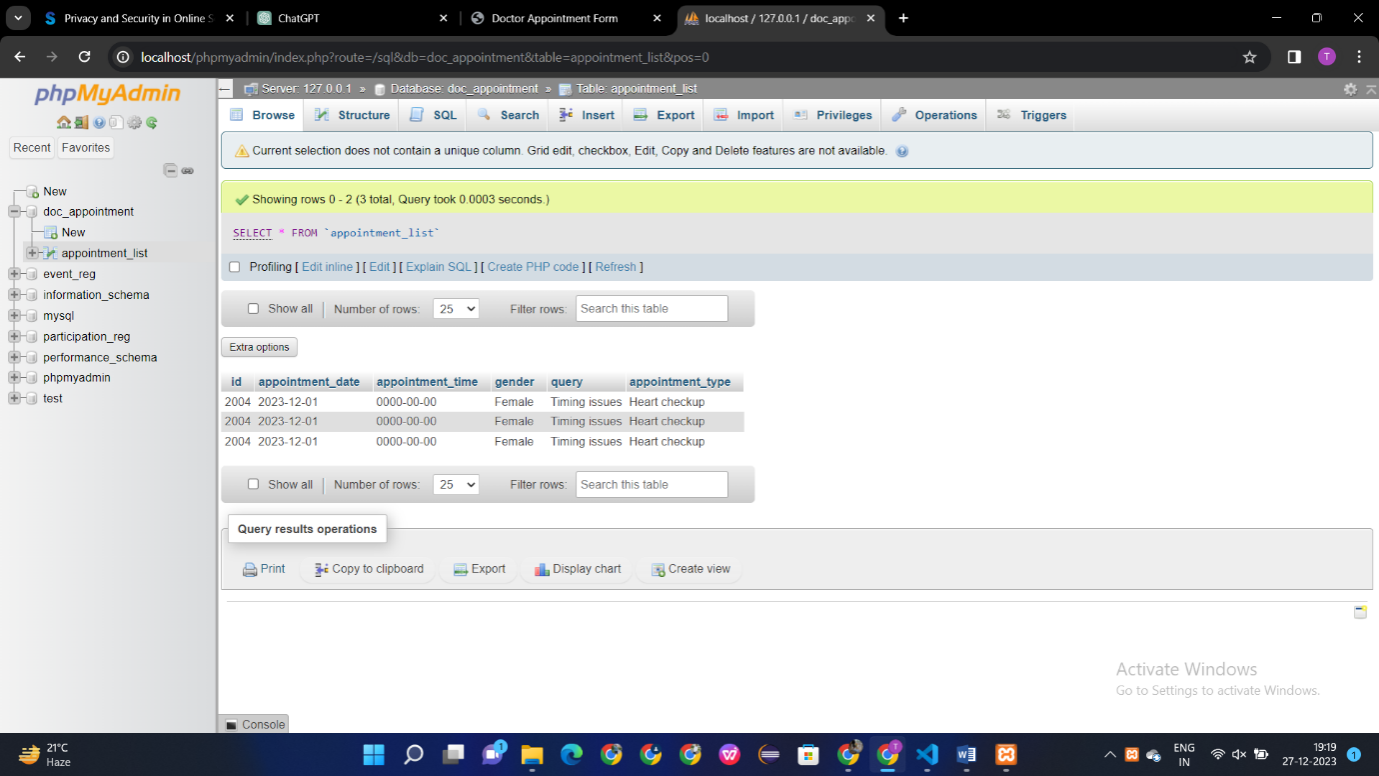 Privacy and Security in Online S
ChatGPT
Doctor Appointment Form
localhost / 127.0.0.1 / doc_appo
localhost/phpmyadmin/index.php?route=/sql&db=doc_appointment&table=appointment_list&pos=0
T
phpMyAdmin
Recent Favorites
New
doc_appointment
New
appointment_list
event_reg
information_schema
mysql
participation_reg
performance_schema
phpmyadmin
test
Server: 127.0.0.1 » Database: doc_appointment » Table: appointment_list
Browse Structure SQL Search Insert Export Import Privileges Operations Triggers
Current selection does not contain a unique column. Grid edit, checkbox, Edit, Copy and Delete features are not available.
Showing rows 0 - 2 (3 total, Query took 0.0003 seconds.)
SELECT * FROM `appointment_list`
Profiling [ Edit inline ] [ Edit ] [ Explain SQL ] [ Create PHP code ] [ Refresh ]
Show all Number of rows: 25 Filter rows: Search this table
Extra options
id appointment_date appointment_time gender query appointment_type
2004 2023-12-01 0000-00-00 Female Timing issues Heart checkup
2004 2023-12-01 0000-00-00 Female Timing issues Heart checkup
2004 2023-12-01 0000-00-00 Female Timing issues Heart checkup
Show all Number of rows: 25 Filter rows: Search this table
Query results operations
Print Copy to clipboard Export Display chart Create view
Activate Windows
Go to Settings to activate Windows.
Console
21°C
Haze
1
T
ENG
IN
19:19
27-12-2023
1